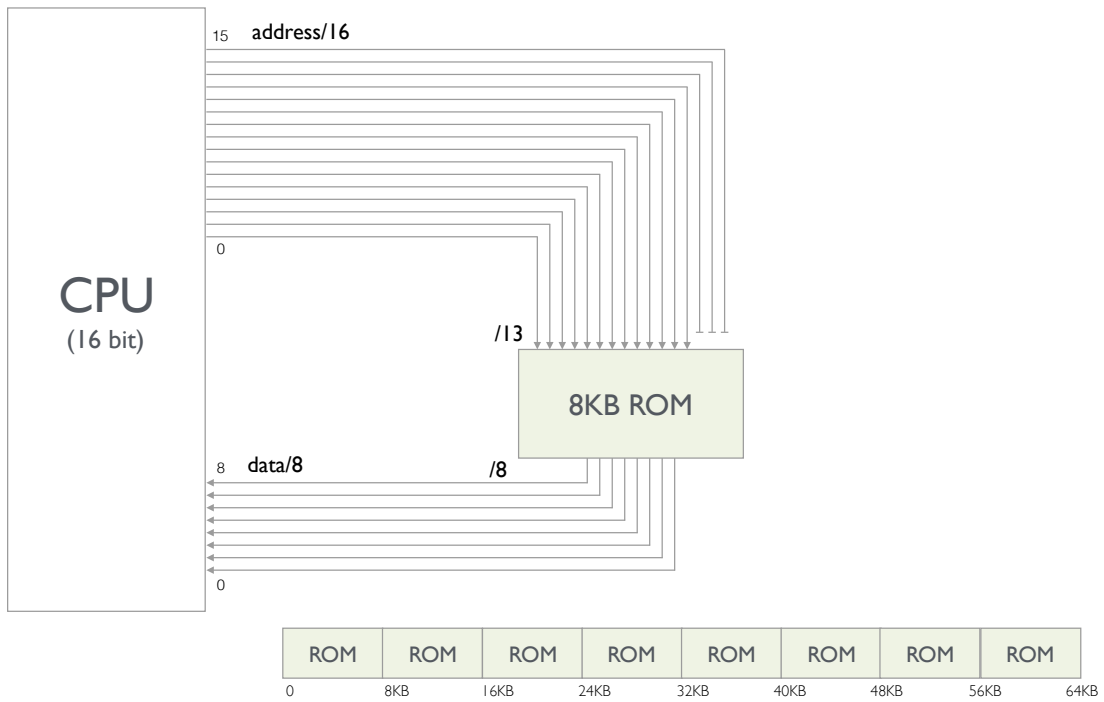 15 address/16
0
CPU
(16 bit)
/13
8KB ROM
8 data/8 /8
0
ROM ROM ROM ROM ROM ROM ROM ROM
0 8KB 16KB 24KB 32KB 40KB 48KB 56KB 64KB